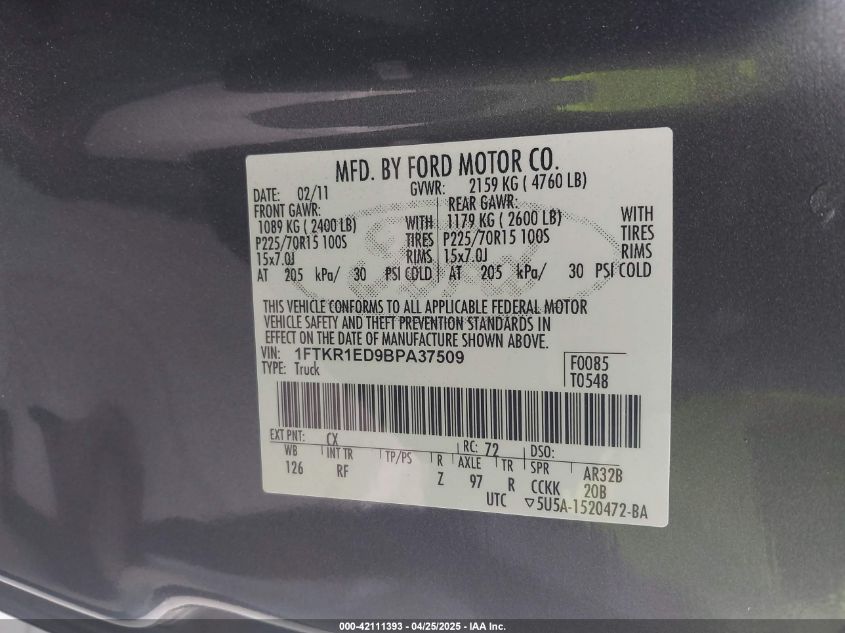 MFD. BY FORD MOTOR CO.
DATE: 02/11 GVWR: 2159 KG ( 4760 LB)
FRONT GAWR: REAR GAWR:
1089 KG ( 2400 LB) WITH 1179 KG ( 2600 LB) WITH
P225/70R15 100S TIRES P225/70R15 100S TIRES
15x7.0J RIMS 15x7.0J RIMS
AT 205 kPa/ 30 PSI COLD AT 205 kPa/ 30 PSI COLD
THIS VEHICLE CONFORMS TO ALL APPLICABLE FEDERAL MOTOR
VEHICLE SAFETY AND THEFT PREVENTION STANDARDS IN
EFFECT ON THE DATE OF MANUFACTURE SHOWN ABOVE.
VIN: 1FTKR1ED9BPA37509 F0085
TYPE: Truck T0548
EXT PNT: CX RC: 72 DSO:
WB INT TR TP/PS R AXLE TR SPR AR32B
126 RF Z 97 R CCKK 20B
UTC ▽5U5A-1520472-BA
000-42111393 - 04/25/2025 - IAA Inc.